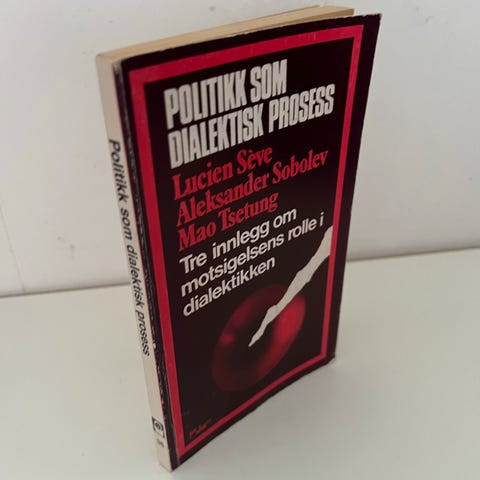 POLITIKK SOM
DIALEKTISK PROSESS
Lucien Sève
Aleksander Sobolev
Mao Tsetung
Tre innlegg om
motsigelsens rolle i
dialektikken
Politikk som dialektisk prosess